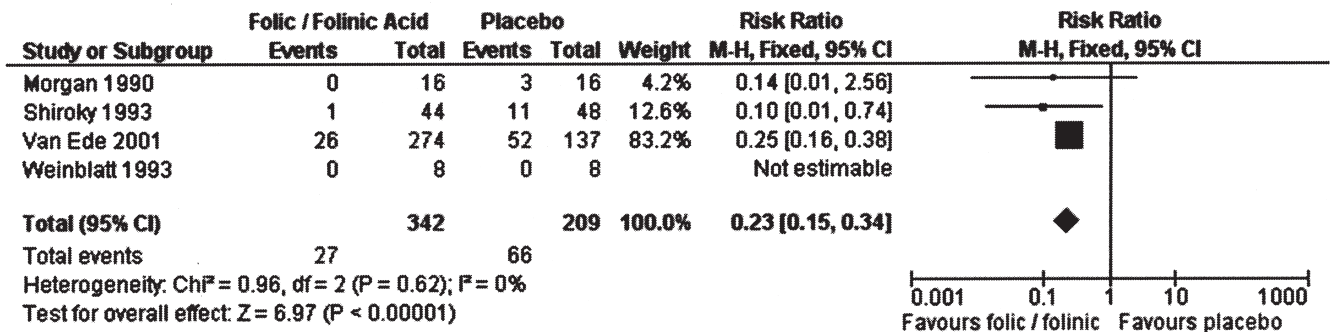 Folic / Folinic Acid Placebo Risk Ratio Risk Ratio
Study or Subgroup Events Total Events Total Weight M-H, Fixed, 95% CI M-H, Fixed, 95% CI
Morgan 1990 0 16 3 16 4.2% 0.14 [0.01, 2.56]
Shiroky 1993 1 44 11 48 12.6% 0.10 [0.01, 0.74]
Van Ede 2001 26 274 52 137 83.2% 0.25 [0.16, 0.38]
Weinblatt 1993 0 8 0 8 Not estimable
Total (95% CI) 342 209 100.0% 0.23 [0.15, 0.34]
Total events 27 66
Heterogeneity: Chi² = 0.96, df = 2 (P = 0.62); I² = 0%
Test for overall effect: Z = 6.97 (P < 0.00001)
0.001 0.1 1 10 1000
Favours folic / folinic Favours placebo